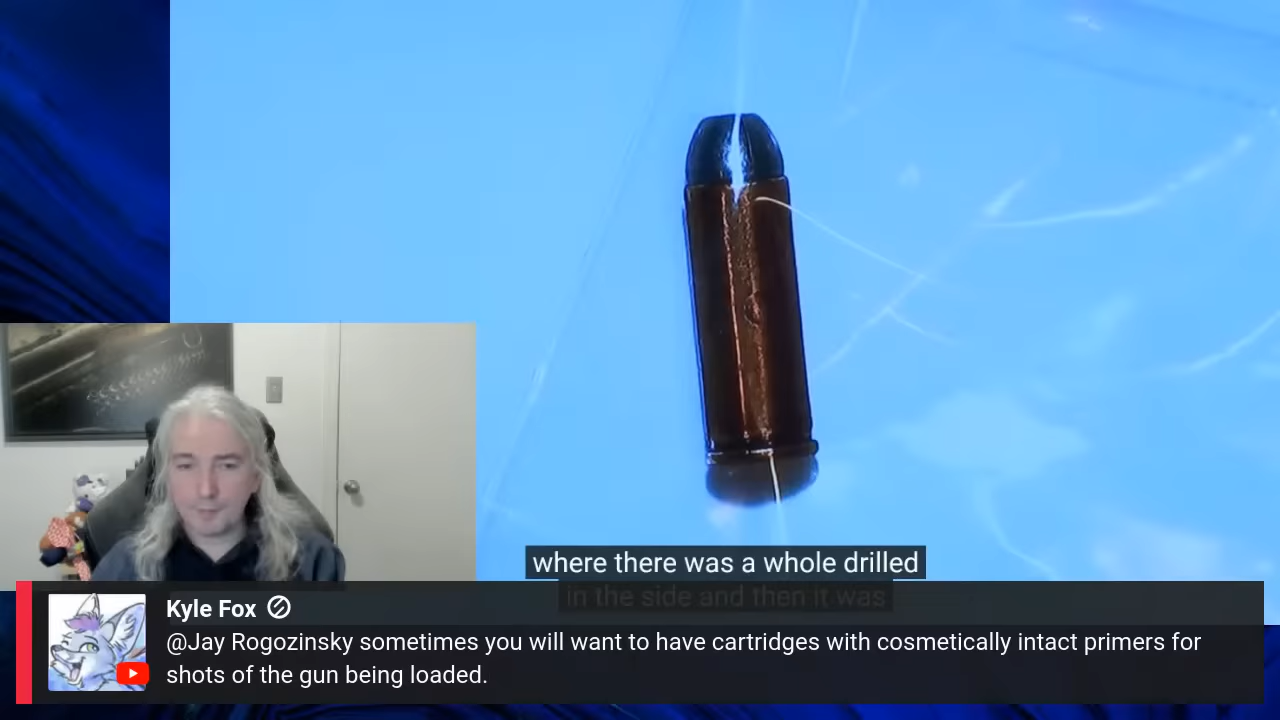 where there was a whole drilled
in the side and then it was
Kyle Fox
@Jay Rogozinsky sometimes you will want to have cartridges with cosmetically intact primers for
shots of the gun being loaded.